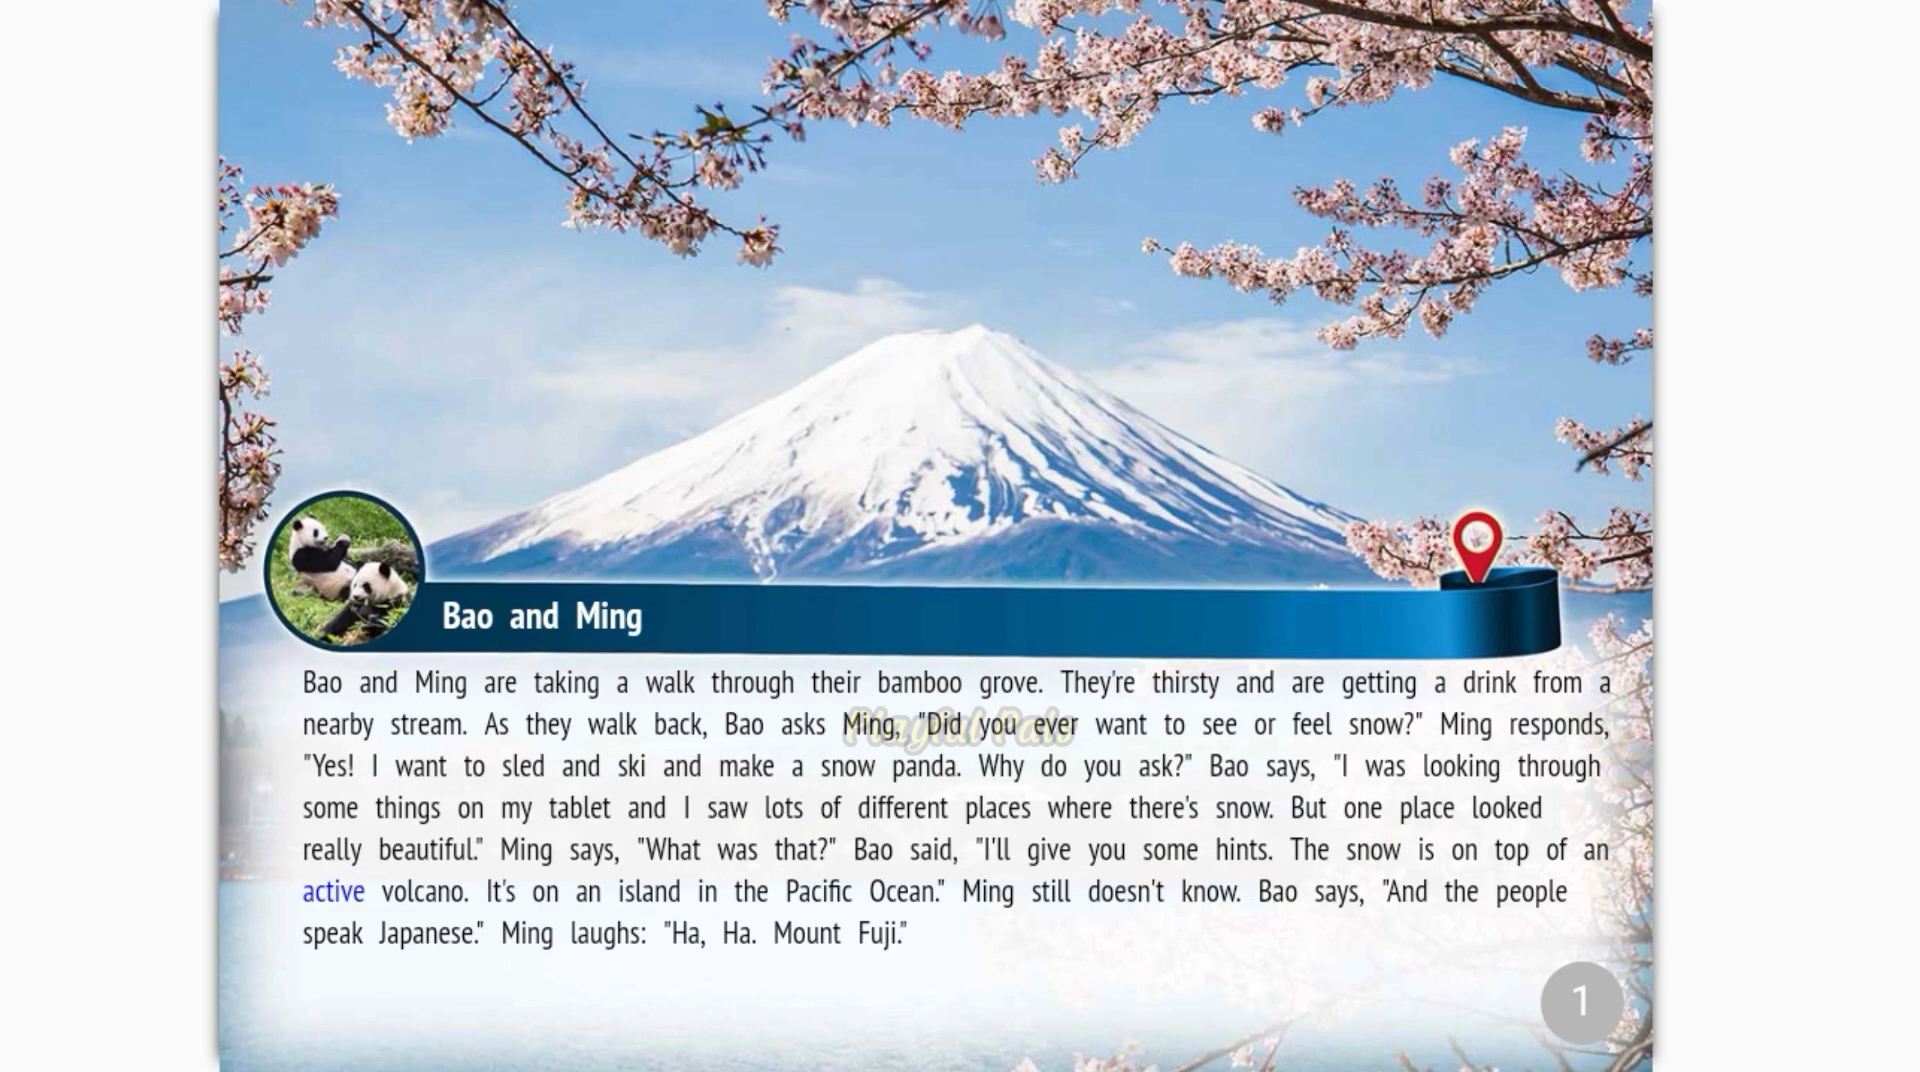 Bao and Ming
Bao and Ming are taking a walk through their bamboo grove. They're thirsty and are getting a drink from a
nearby stream. As they walk back, Bao asks Ming, "Did you ever want to see or feel snow?" Ming responds,
"Yes! I want to sled and ski and make a snow panda. Why do you ask?" Bao says, "I was looking through
some things on my tablet and I saw lots of different places where there's snow. But one place looked
really beautiful." Ming says, "What was that?" Bao said, "I'll give you some hints. The snow is on top of an
active volcano. It's on an island in the Pacific Ocean." Ming still doesn't know. Bao says, "And the people
speak Japanese." Ming laughs: "Ha, Ha. Mount Fuji."
Playful Pals
1